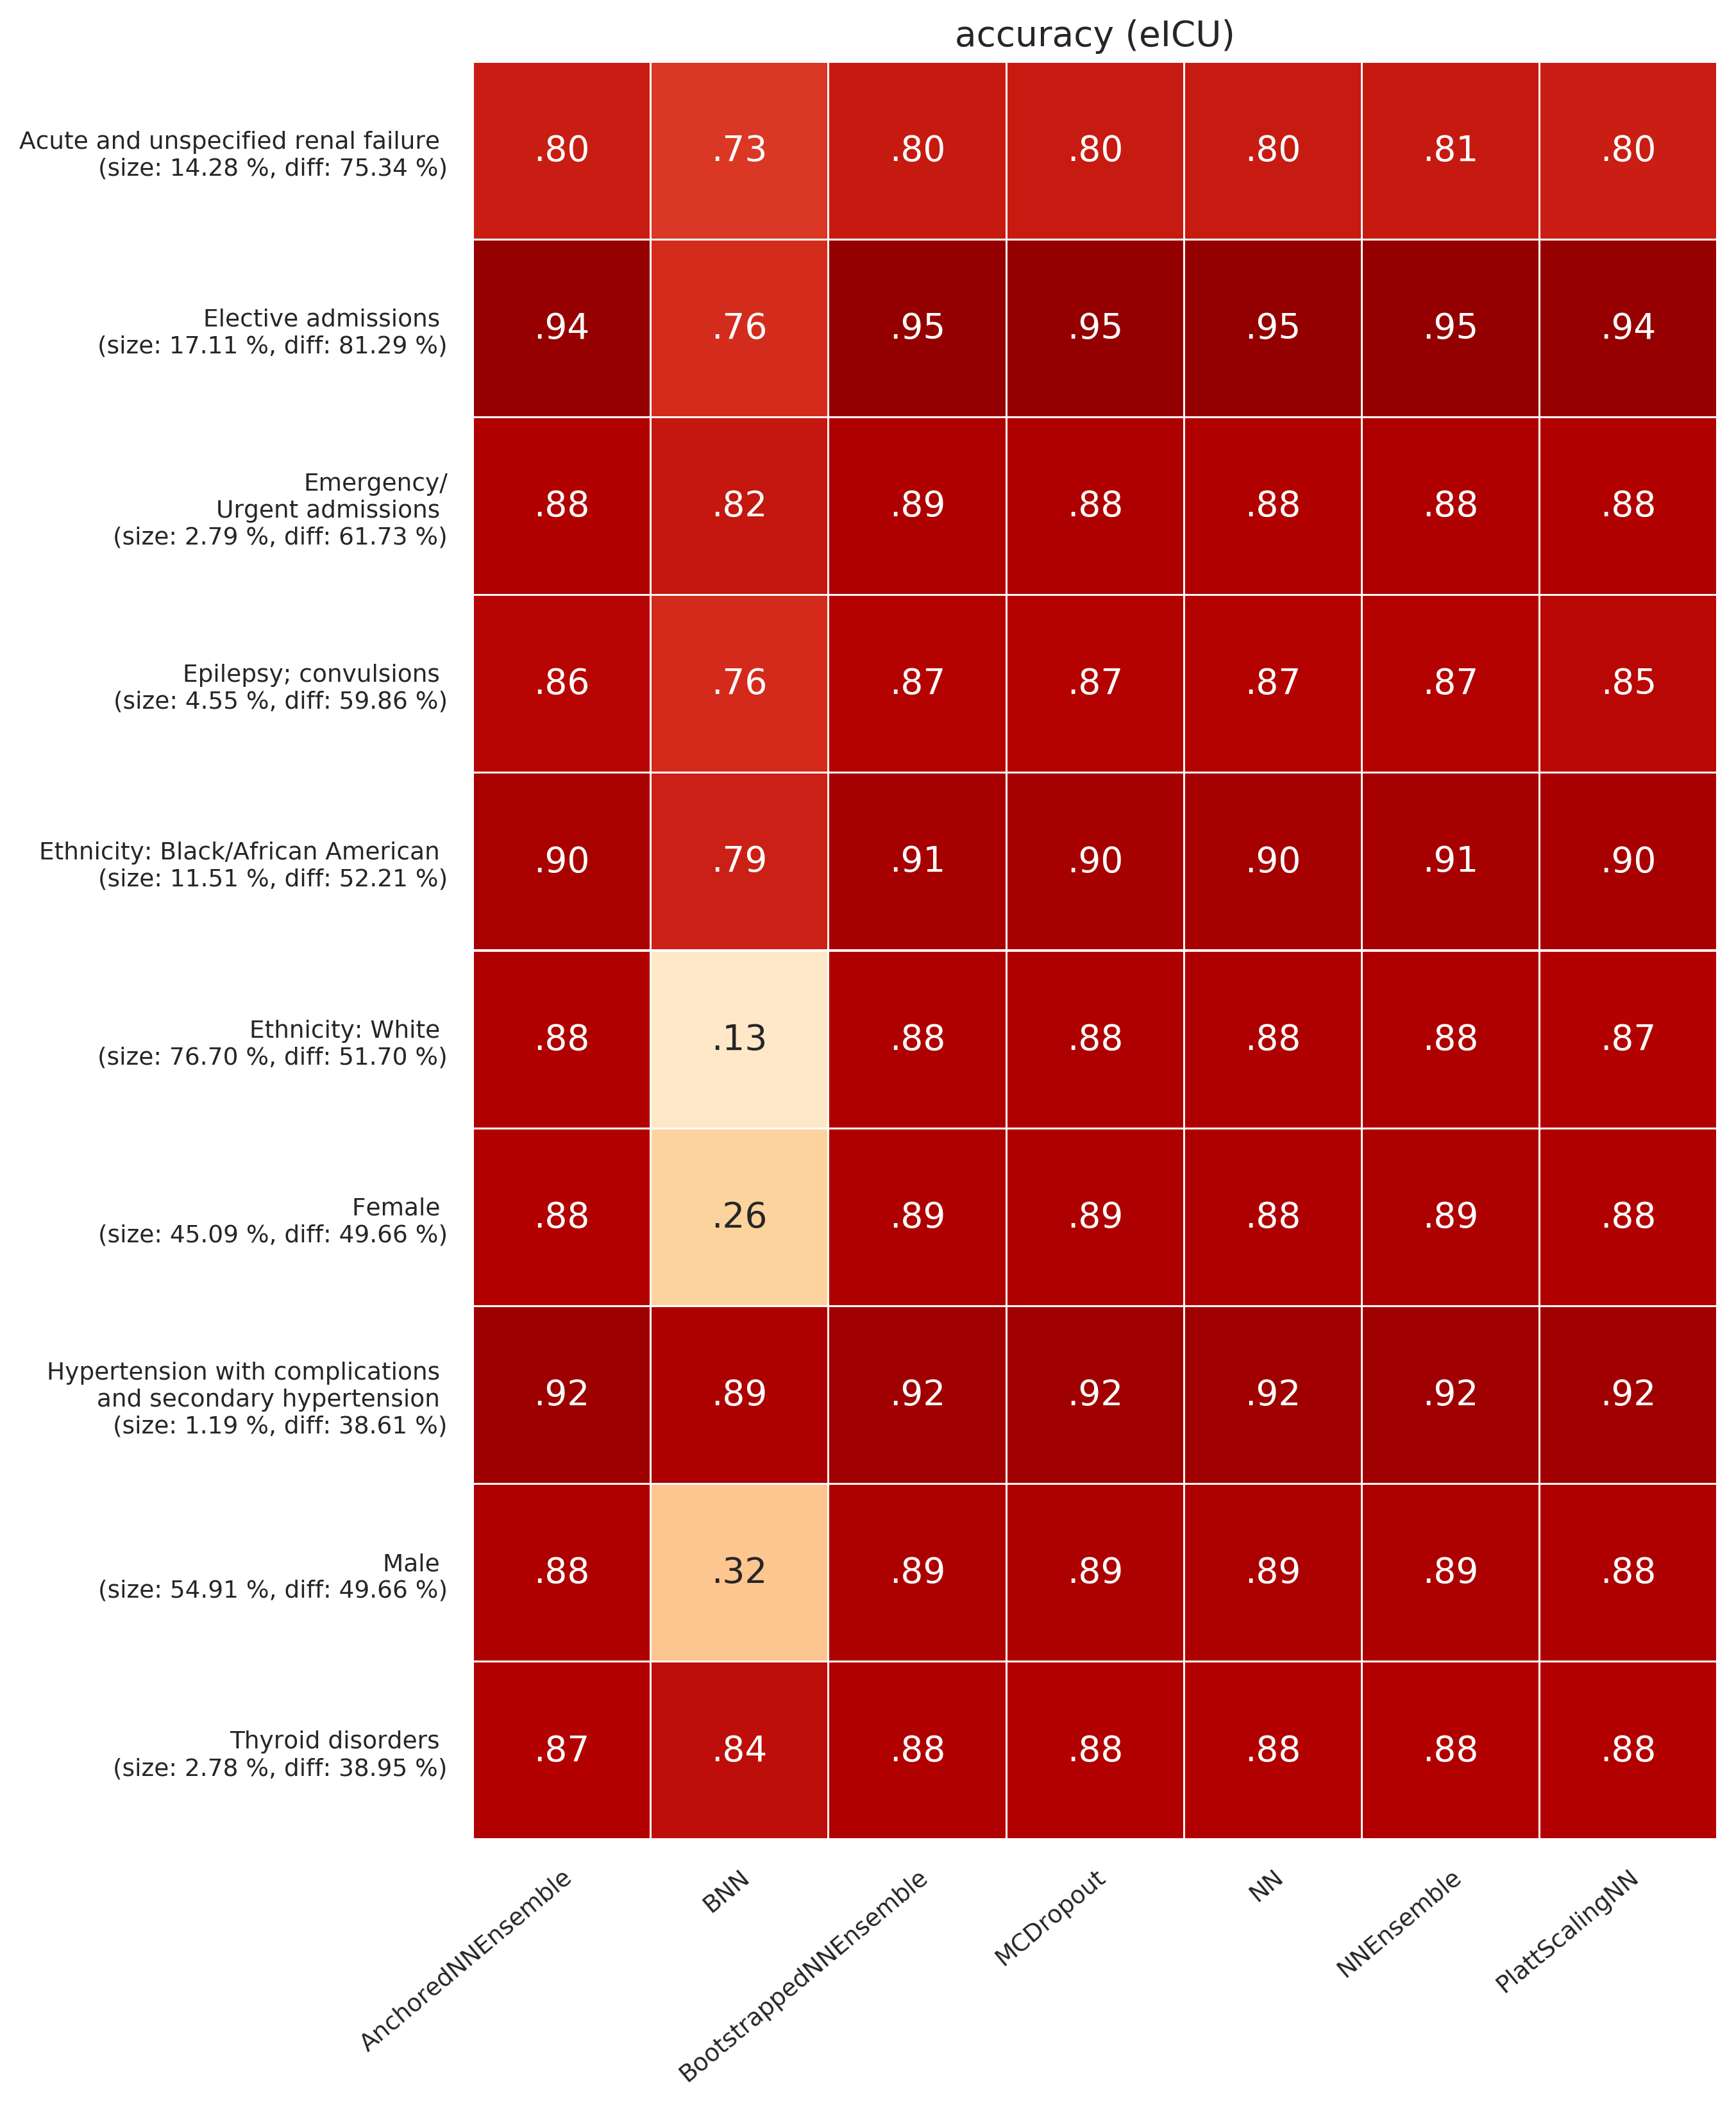 accuracy (eICU)
Acute and unspecified renal failure
(size: 14.28 %, diff: 75.34 %)
.80 .73 .80 .80 .80 .81 .80
Elective admissions
(size: 17.11 %, diff: 81.29 %)
.94 .76 .95 .95 .95 .95 .94
Emergency/
Urgent admissions
(size: 2.79 %, diff: 61.73 %)
.88 .82 .89 .88 .88 .88 .88
Epilepsy; convulsions
(size: 4.55 %, diff: 59.86 %)
.86 .76 .87 .87 .87 .87 .85
Ethnicity: Black/African American
(size: 11.51 %, diff: 52.21 %)
.90 .79 .91 .90 .90 .91 .90
Ethnicity: White
(size: 76.70 %, diff: 51.70 %)
.88 .13 .88 .88 .88 .88 .87
Female
(size: 45.09 %, diff: 49.66 %)
.88 .26 .89 .89 .88 .89 .88
Hypertension with complications
and secondary hypertension
(size: 1.19 %, diff: 38.61 %)
.92 .89 .92 .92 .92 .92 .92
Male
(size: 54.91 %, diff: 49.66 %)
.88 .32 .89 .89 .89 .89 .88
Thyroid disorders
(size: 2.78 %, diff: 38.95 %)
.87 .84 .88 .88 .88 .88 .88
AnchoredNNEnsemble
BNN
BootstrappedNNEnsemble
MCDropout
NN
NNEnsemble
PlattScalingNN